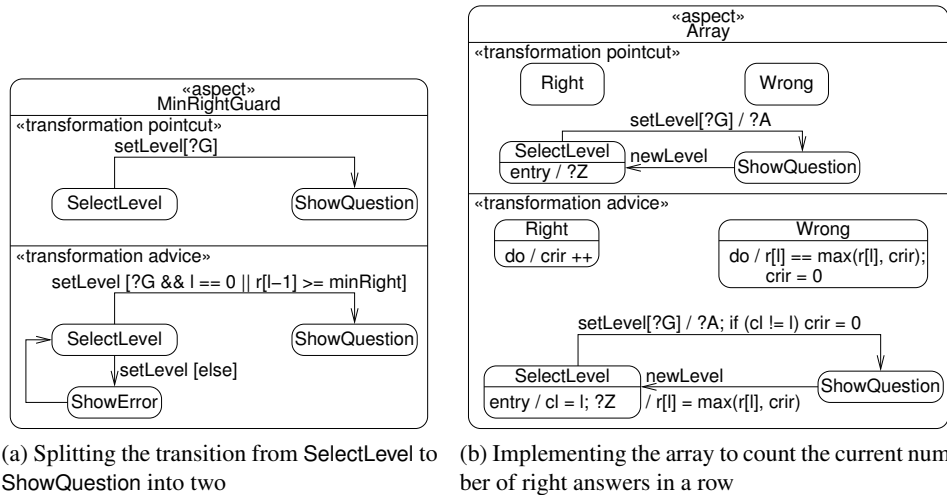 «aspect»
MinRightGuard
«transformation pointcut»
setLevel[?G]
SelectLevel
ShowQuestion
«transformation advice»
setLevel [?G && l == 0 || r[l−1] >= minRight]
SelectLevel
ShowQuestion
setLevel [else]
ShowError
(a) Splitting the transition from SelectLevel to
ShowQuestion into two
«aspect»
Array
«transformation pointcut»
Right
Wrong
setLevel[?G] / ?A
SelectLevel
entry / ?Z
newLevel
ShowQuestion
«transformation advice»
Right
do / crir ++
Wrong
do / r[l] == max(r[l], crir);
crir = 0
setLevel[?G] / ?A; if (cl != l) crir = 0
SelectLevel
entry / cl = l; ?Z
newLevel
/ r[l] = max(r[l], crir)
ShowQuestion
(b) Implementing the array to count the current num-
ber of right answers in a row